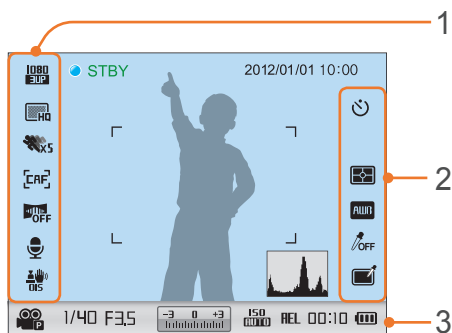 1
1080
30P
STBY
2012/01/01 10:00
HQ
x5
CAF
OFF
OIS
AWB
OFF
2
P
1/40 F3.5
-3 0 +3
ISO
AUTO
AEL
00:10
3